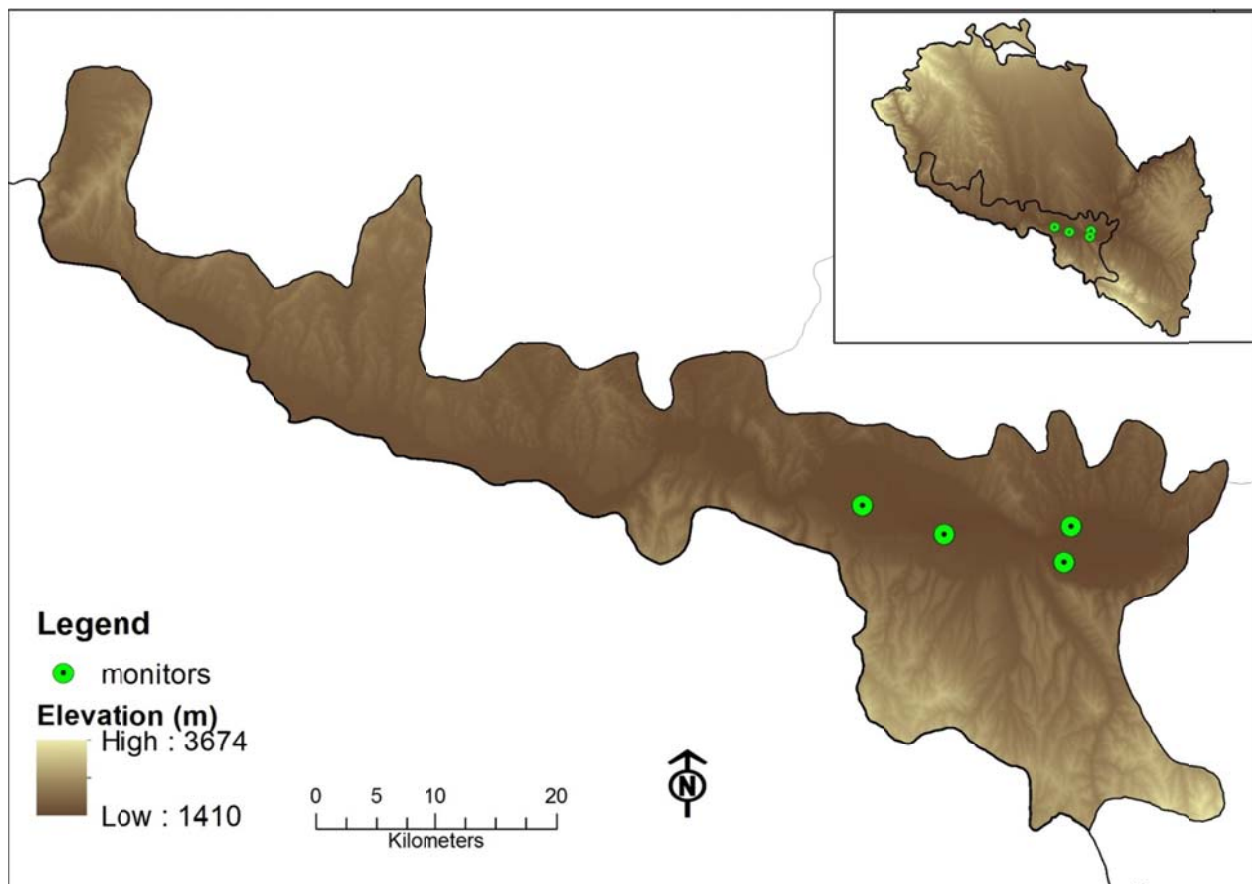 Legend
monitors
Elevation (m)
High : 3674
Low : 1410
0 5 10 20
Kilometers
N